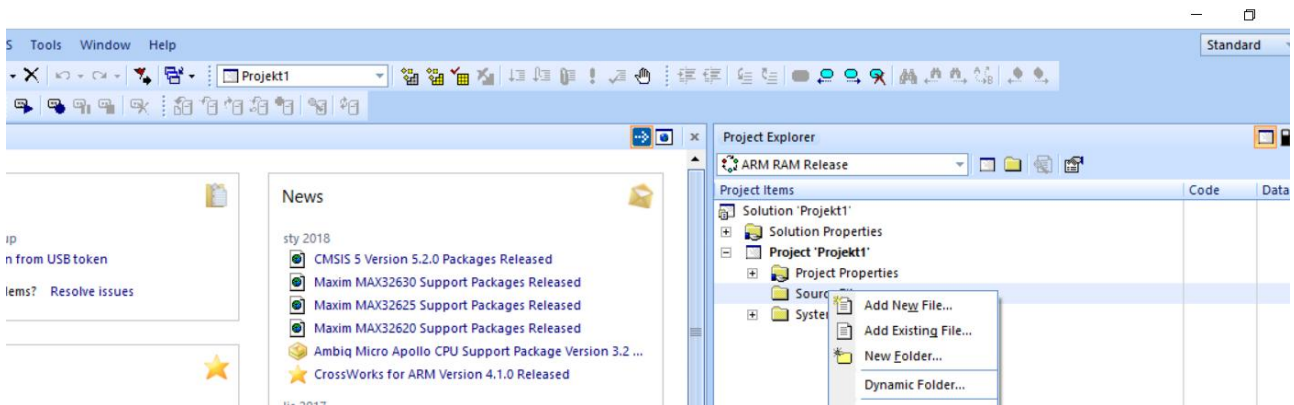 S Tools Window Help
Standard
Projekt1
Project Explorer
ARM RAM Release
Project Items Code Data
Solution 'Projekt1'
Solution Properties
Project 'Projekt1'
Project Properties
Add New File...
Add Existing File...
New Folder...
Dynamic Folder...
News
sty 2018
CMSIS 5 Version 5.2.0 Packages Released
Maxim MAX32630 Support Packages Released
Maxim MAX32625 Support Packages Released
Maxim MAX32620 Support Packages Released
Ambiq Micro Apollo CPU Support Package Version 3.2 ...
CrossWorks for ARM Version 4.1.0 Released
up
n from USB token
lems? Resolve issues